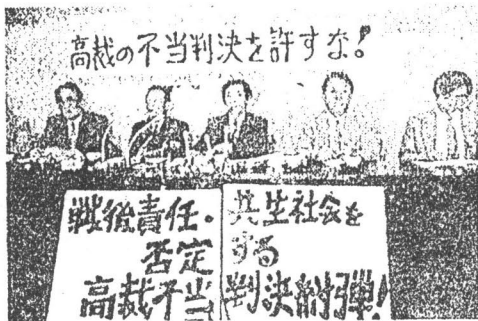 高裁の不当判決を許すな!
戦後責任・共生社会を
否定する
高裁不当判決糾弾!